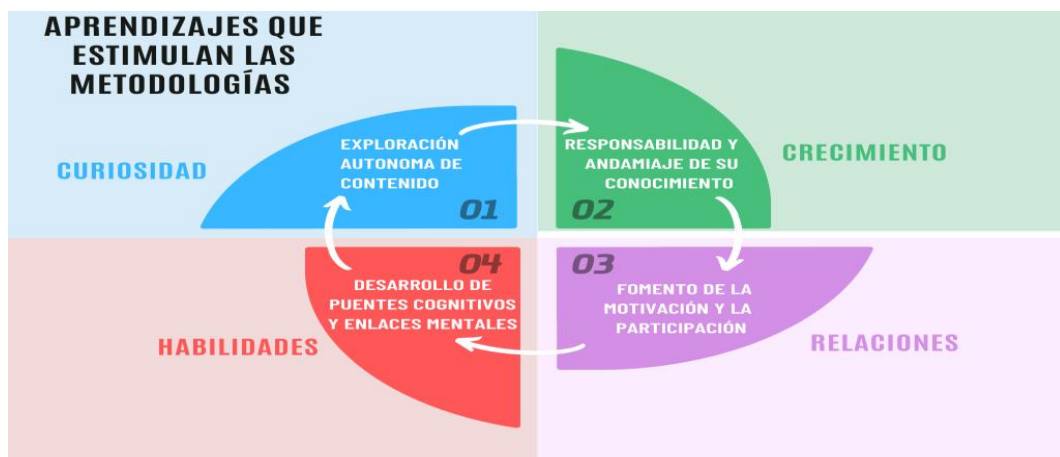 APRENDIZAJES QUE
ESTIMULAN LAS
METODOLOGÍAS
CURIOSIDAD
EXPLORACIÓN
AUTONOMA DE
CONTENIDO
01
RESPONSABILIDAD Y
ANDAMIAJE DE SU
CONOCIMIENTO
02
CRECIMIENTO
03
FOMENTO DE LA
MOTIVACIÓN Y LA
PARTICIPACIÓN
RELACIONES
04
DESARROLLO DE
PUENTES COGNITIVOS
Y ENLACES MENTALES
HABILIDADES